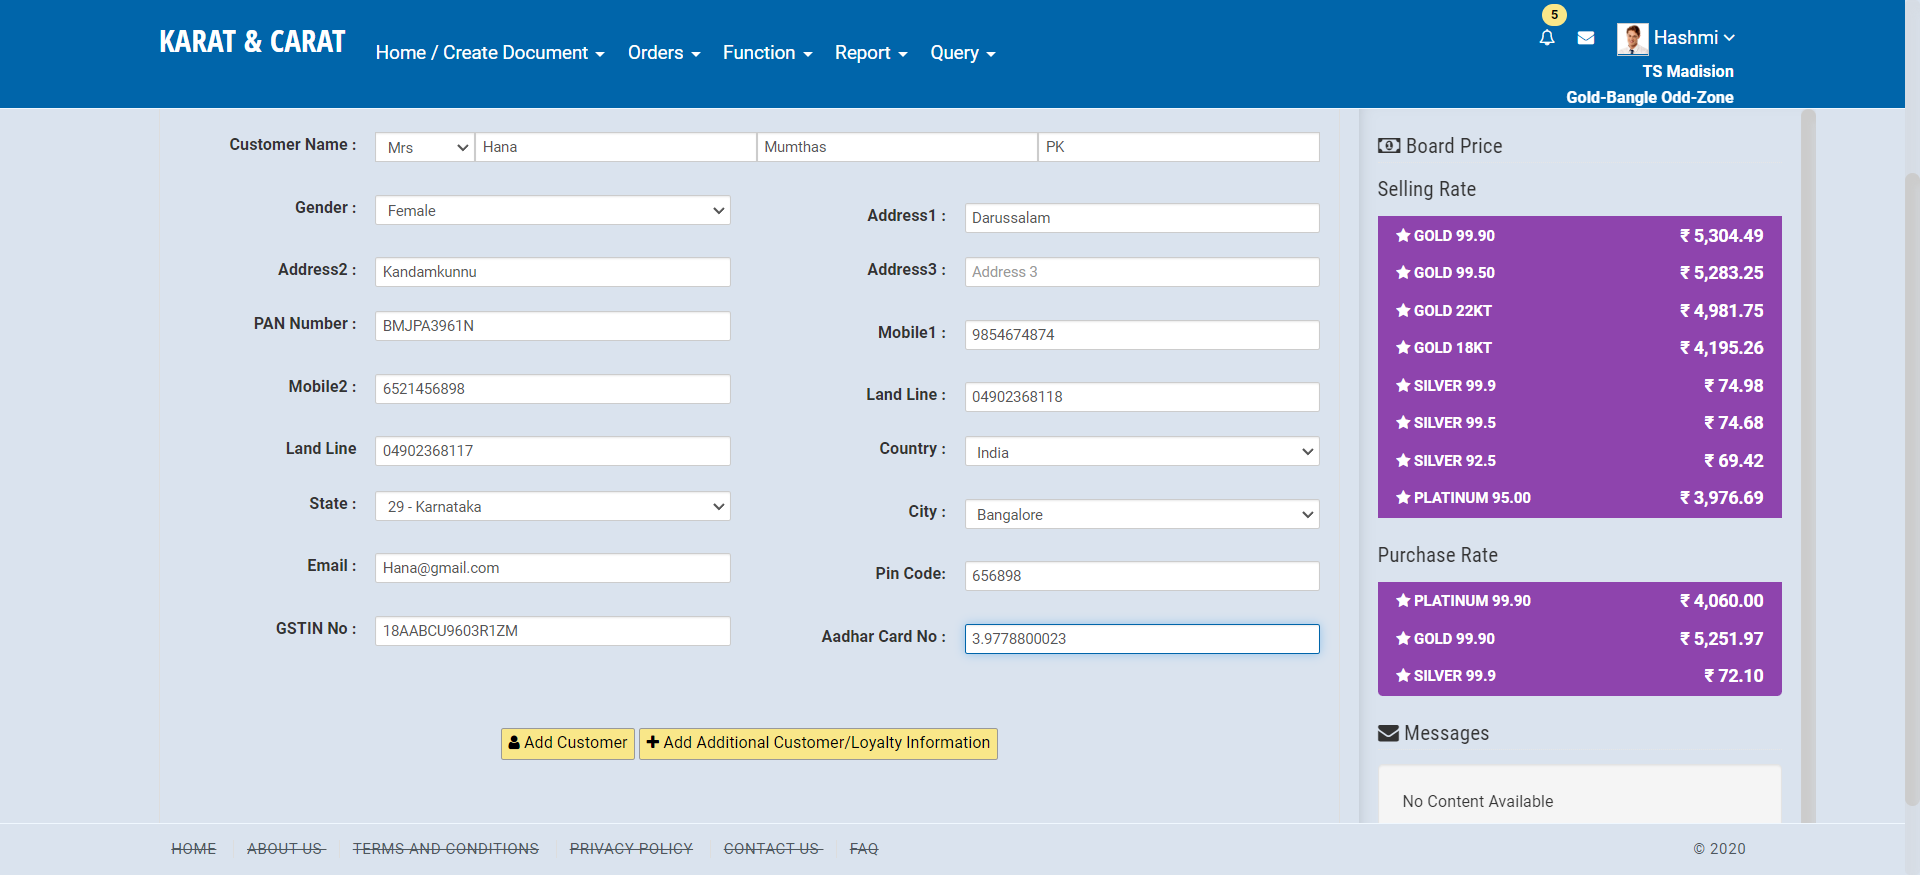 5
KARAT & CARAT
Home / Create Document Orders Function Report Query
Hashmi
TS Madision
Gold-Bangle Odd-Zone
Customer Name : Mrs Hana Mumthas PK
Gender : Female
Address1 : Darussalam
Address2 : Kandamkunnu
Address3 : Address 3
PAN Number : BMJPA3961N
Mobile1 : 9854674874
Mobile2 : 6521456898
Land Line : 04902368118
Land Line 04902368117
Country : India
State : 29 - Karnataka
City : Bangalore
Email : Hana@gmail.com
Pin Code: 656898
GSTIN No : 18AABCU9603R1ZM
Aadhar Card No : 3.9778800023
Add Customer
Add Additional Customer/Loyalty Information
Board Price
Selling Rate
GOLD 99.90 ₹ 5,304.49
GOLD 99.50 ₹ 5,283.25
GOLD 22KT ₹ 4,981.75
GOLD 18KT ₹ 4,195.26
SILVER 99.9 ₹ 74.98
SILVER 99.5 ₹ 74.68
SILVER 92.5 ₹ 69.42
PLATINUM 95.00 ₹ 3,976.69
Purchase Rate
PLATINUM 99.90 ₹ 4,060.00
GOLD 99.90 ₹ 5,251.97
SILVER 99.9 ₹ 72.10
Messages
No Content Available
HOME ABOUT US TERMS AND CONDITIONS PRIVACY POLICY CONTACT US FAQ
© 2020